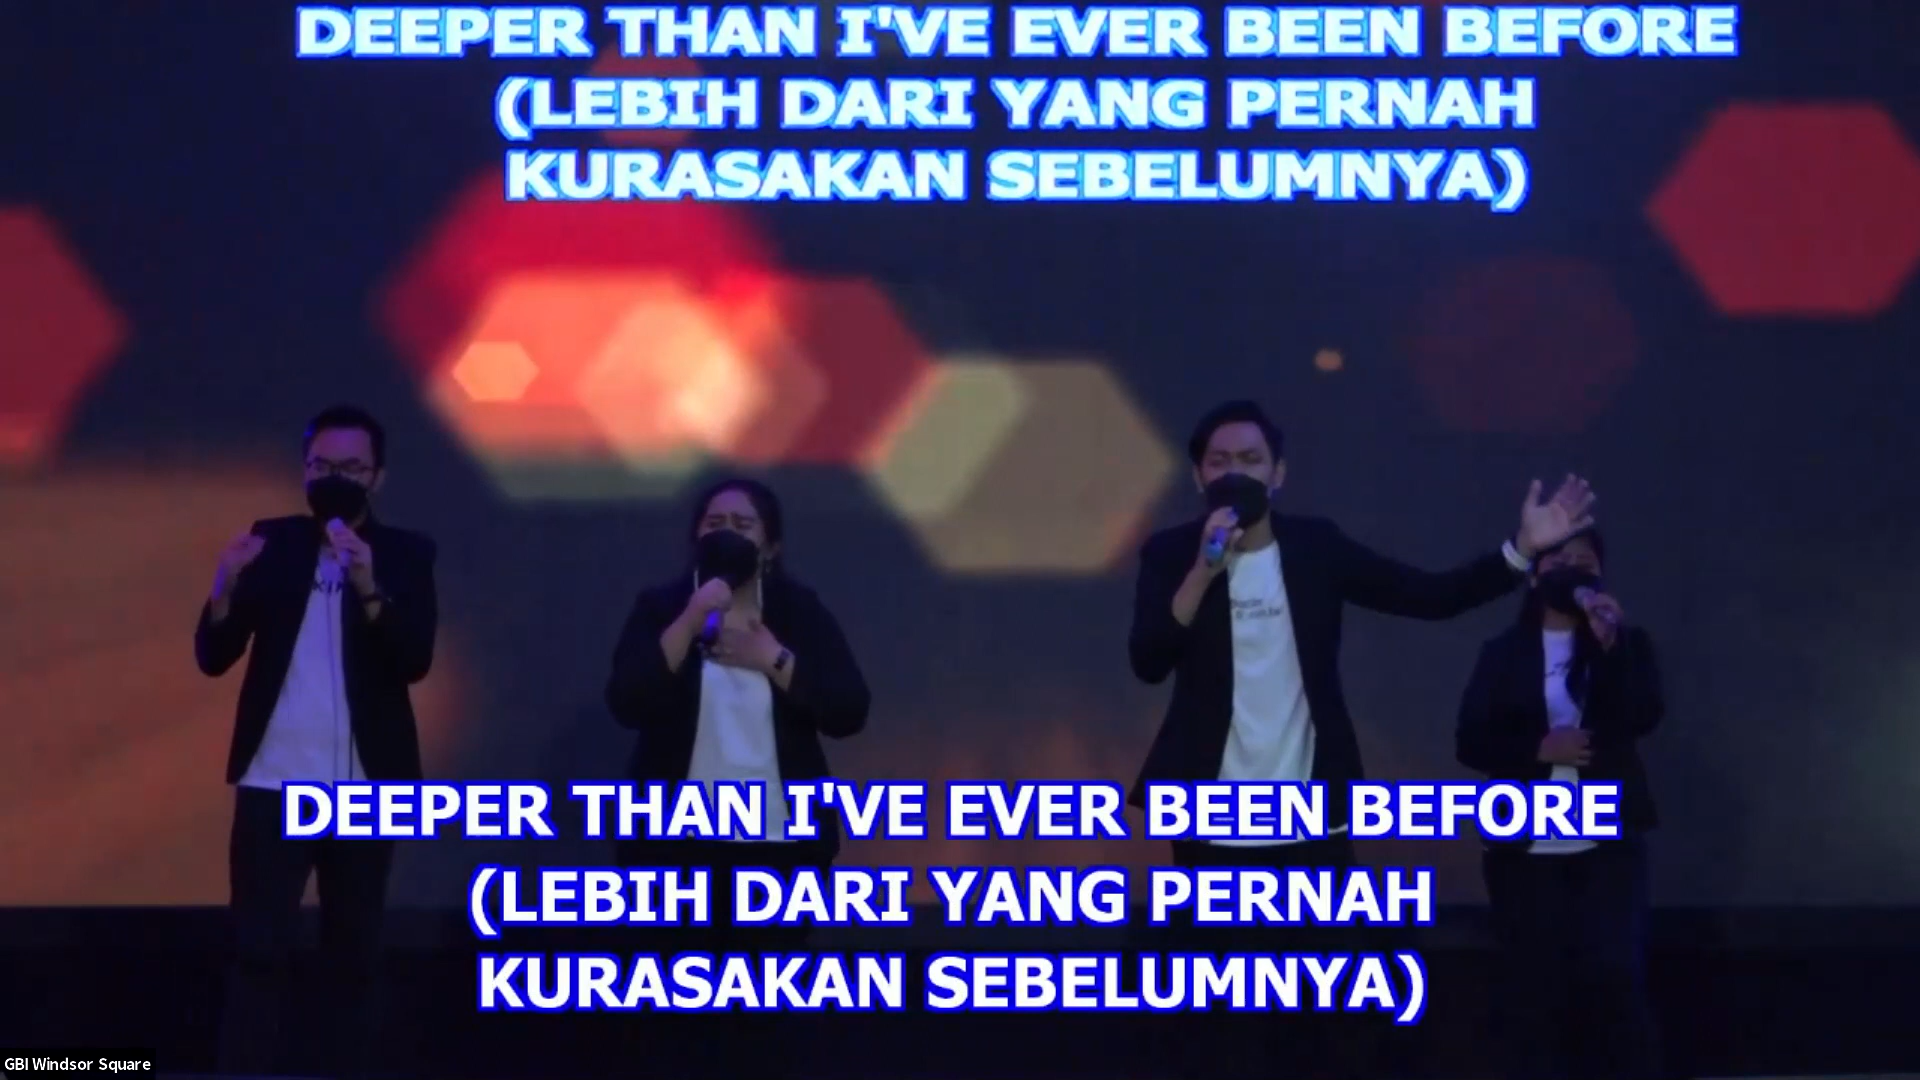 DEEPER THAN I'VE EVER BEEN BEFORE
(LEBIH DARI YANG PERNAH
KURASAKAN SEBELUMNYA)
DEEPER THAN I'VE EVER BEEN BEFORE
(LEBIH DARI YANG PERNAH
KURASAKAN SEBELUMNYA)
GBI Windsor Square